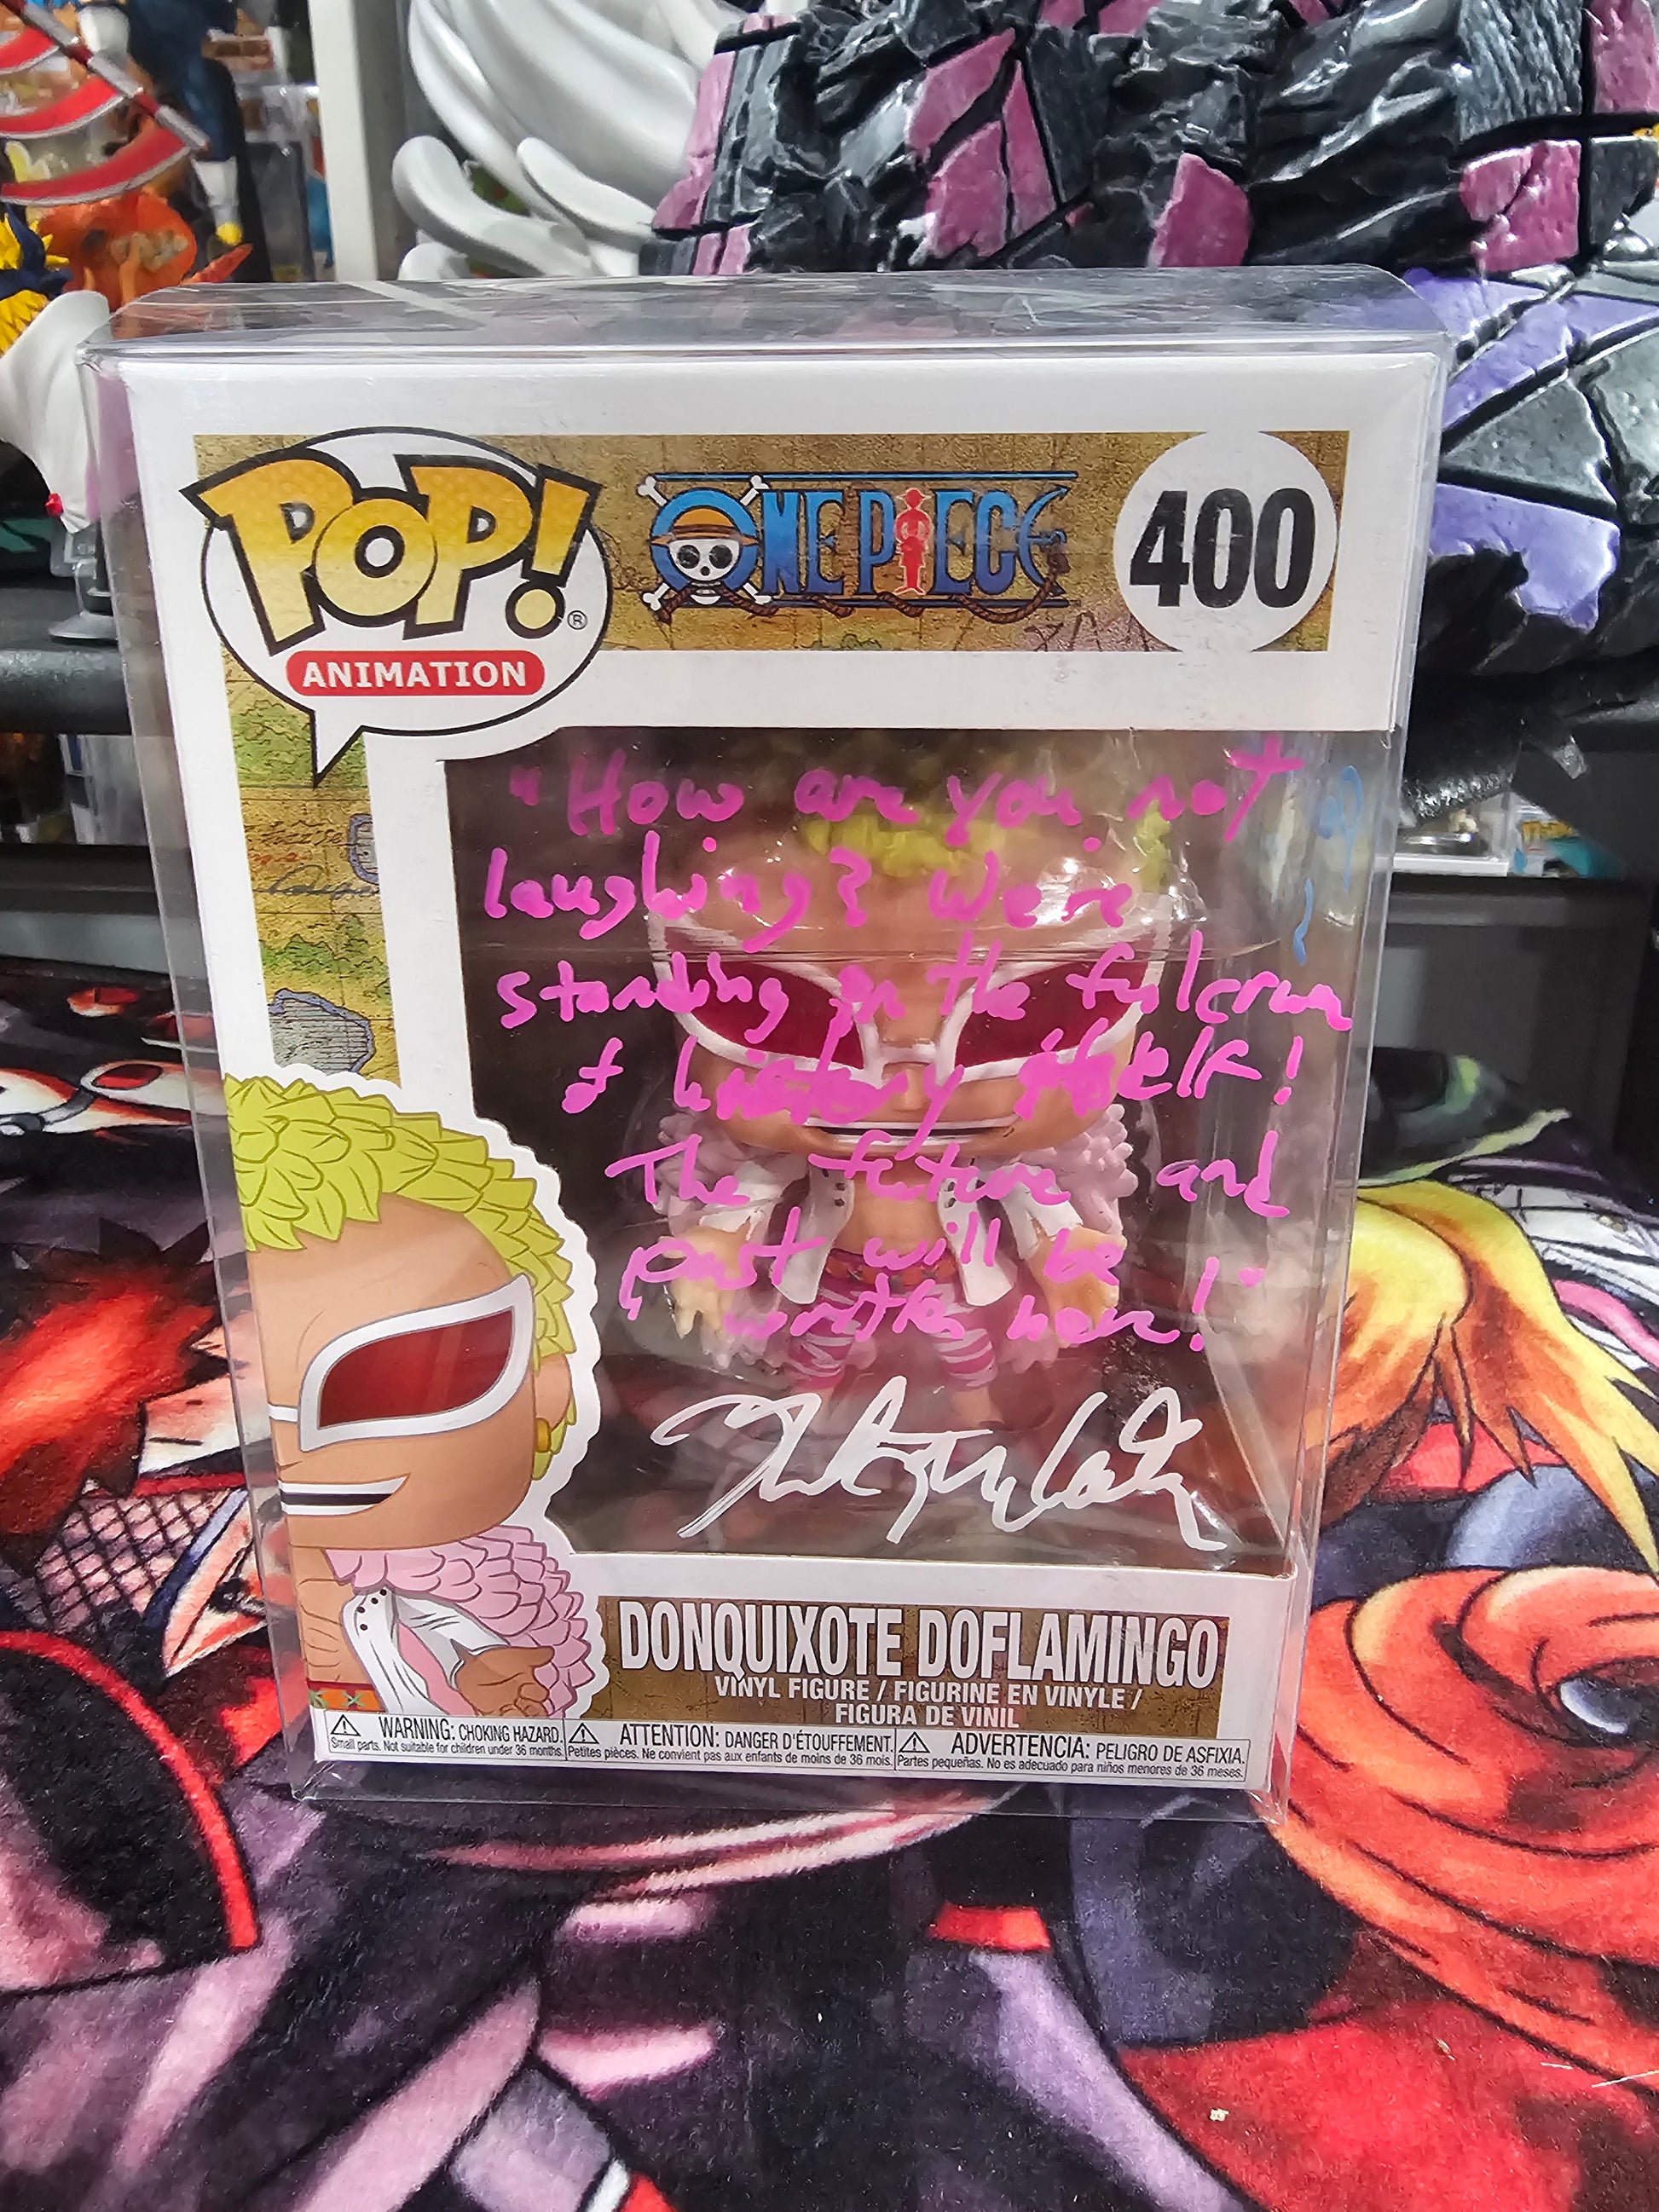 POP!®
ANIMATION
ONE PIECE
400
"How are you not
laughing? We're
standing on the fulcrum
of history itself!
The future and
past will be
written here!"
DONQUIXOTE DOFLAMINGO
VINYL FIGURE / FIGURINE EN VINYLE /
FIGURA DE VINIL
WARNING: CHOKING HAZARD.
Small parts. Not suitable for children under 36 months.
ATTENTION: DANGER D'ÉTOUFFEMENT.
Petites pièces. Ne convient pas aux enfants de moins de 36 mois.
ADVERTENCIA: PELIGRO DE ASFIXIA.
Partes pequeñas. No es adecuado para niños menores de 36 meses.